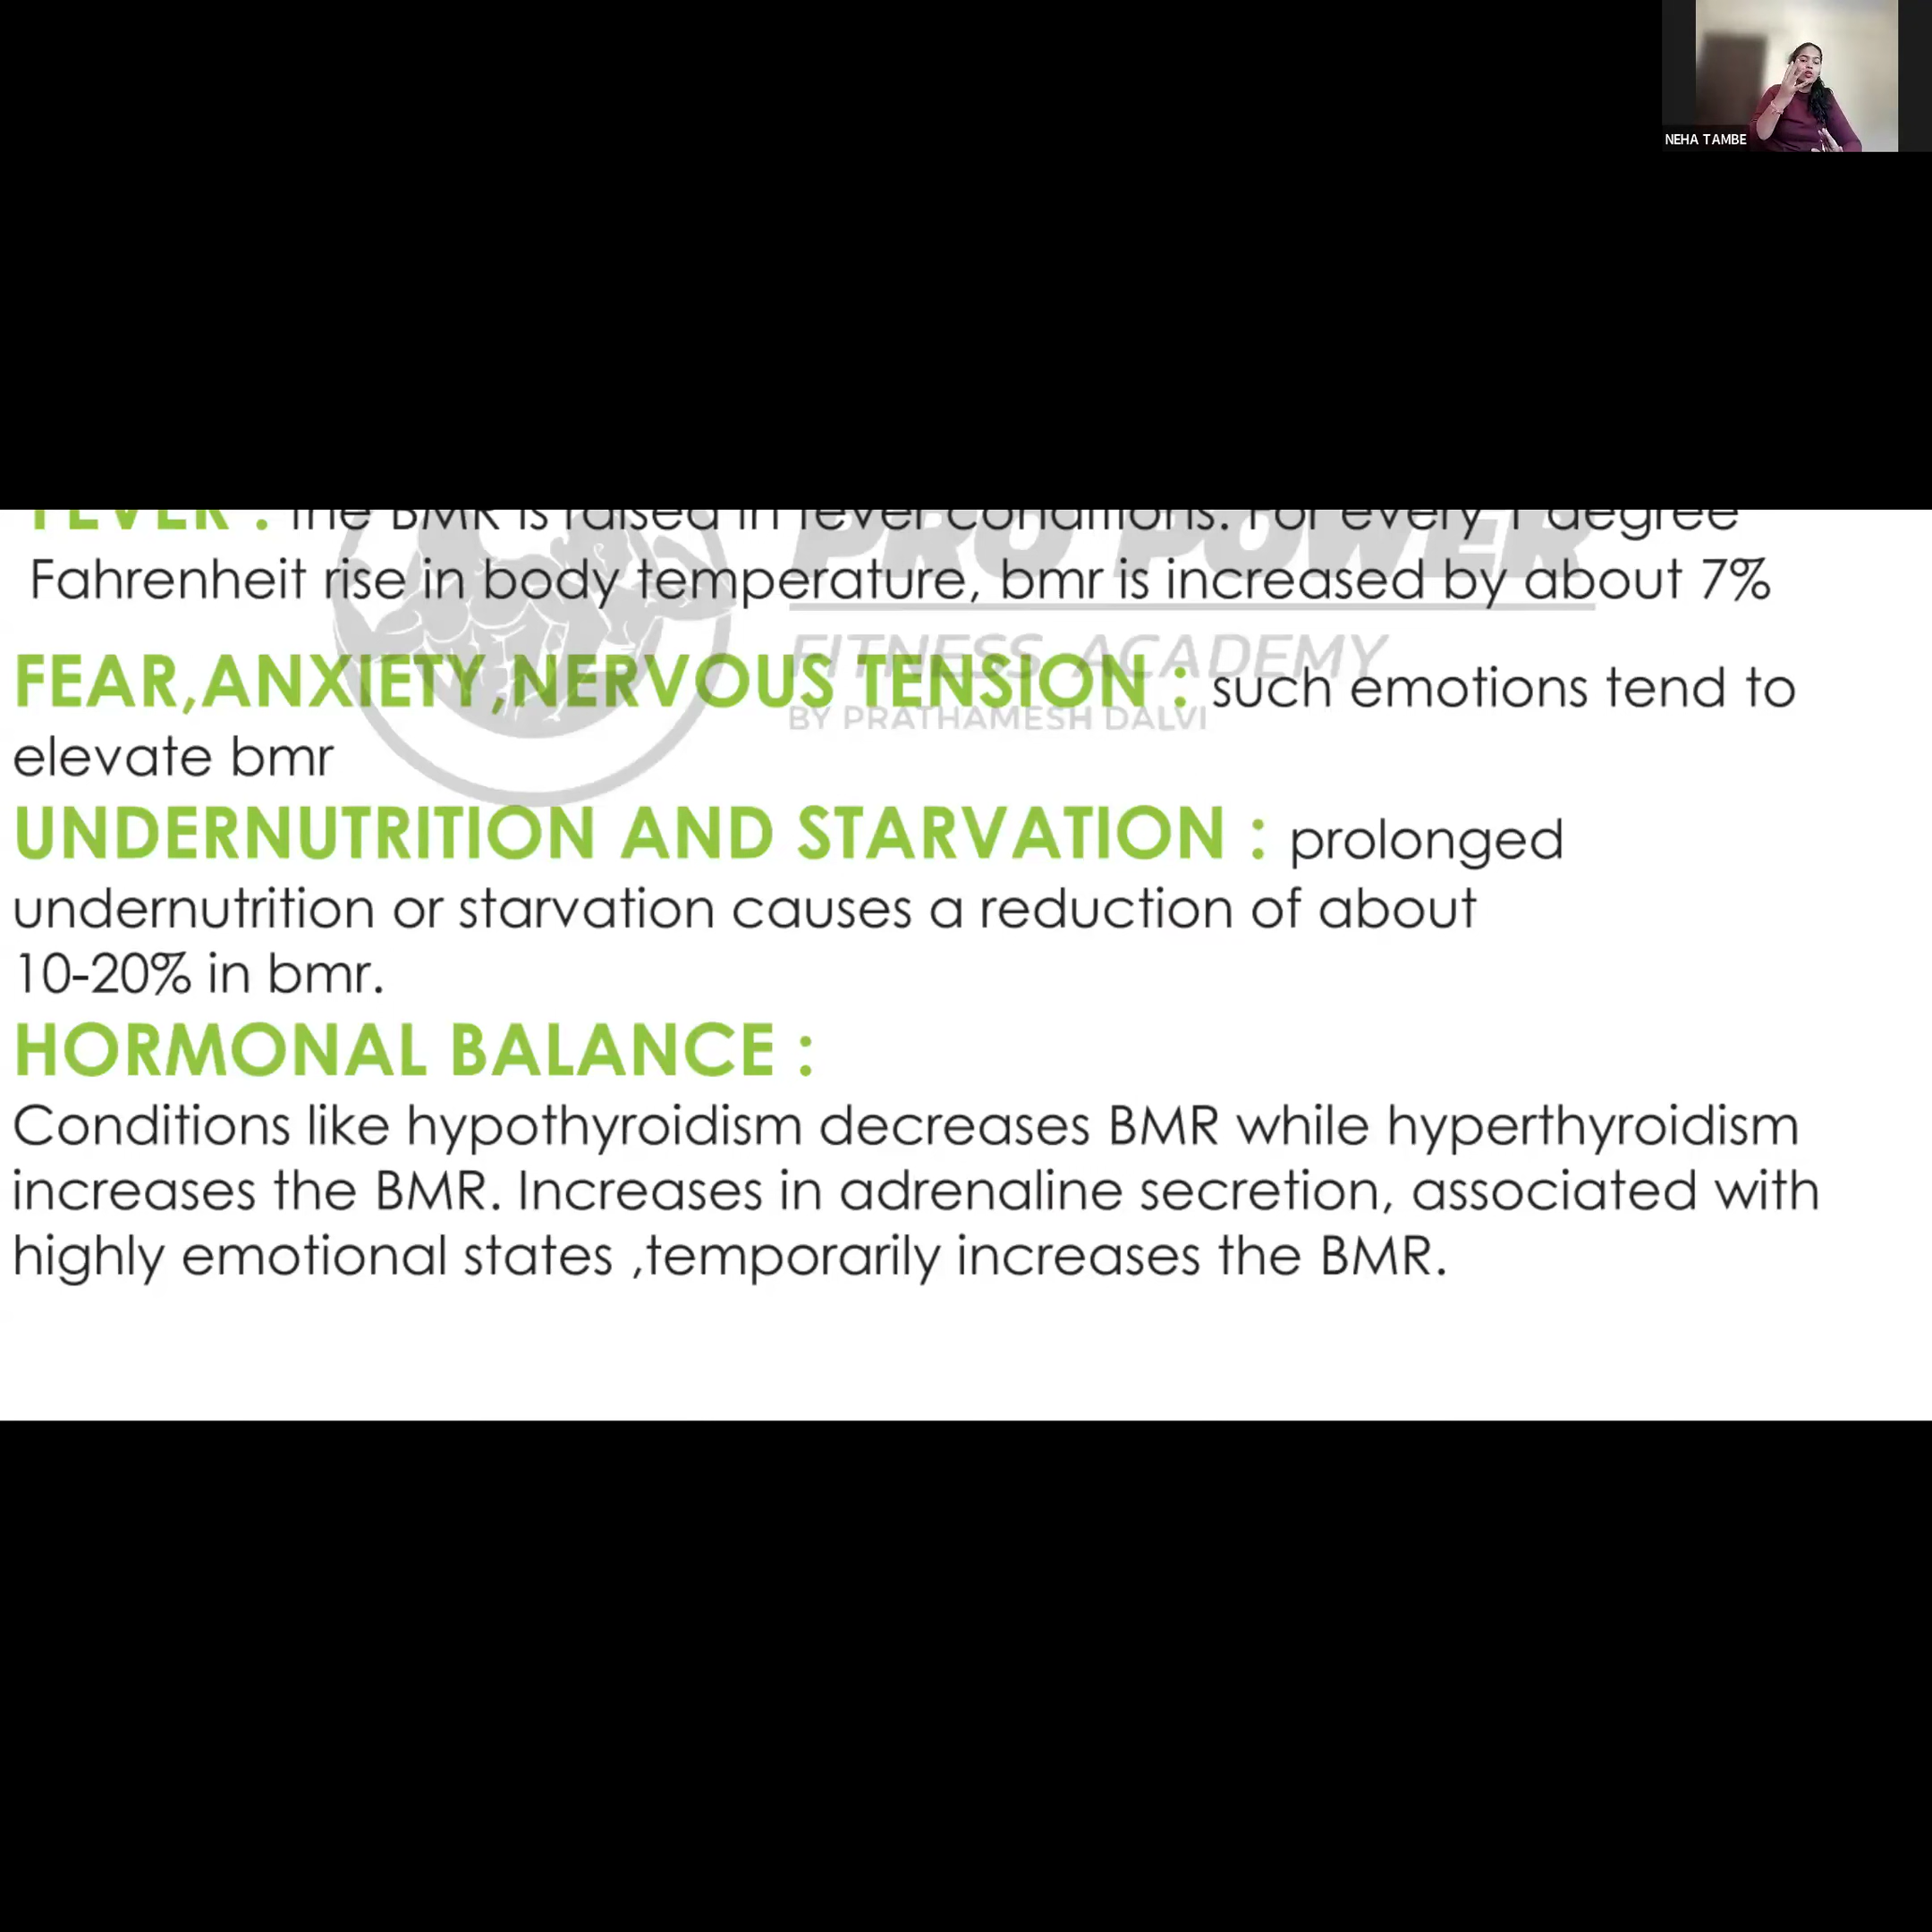 NEHA TAMBE
FEVER : the BMR is raised in fever conditions. For every 1 degree
Fahrenheit rise in body temperature, bmr is increased by about 7%
PRO POWER
FITNESS ACADEMY
BY PRATHAMESH DALVI
FEAR,ANXIETY,NERVOUS TENSION : such emotions tend to
elevate bmr
UNDERNUTRITION AND STARVATION : prolonged
undernutrition or starvation causes a reduction of about
10-20% in bmr.
HORMONAL BALANCE :
Conditions like hypothyroidism decreases BMR while hyperthyroidism
increases the BMR. Increases in adrenaline secretion, associated with
highly emotional states ,temporarily increases the BMR.